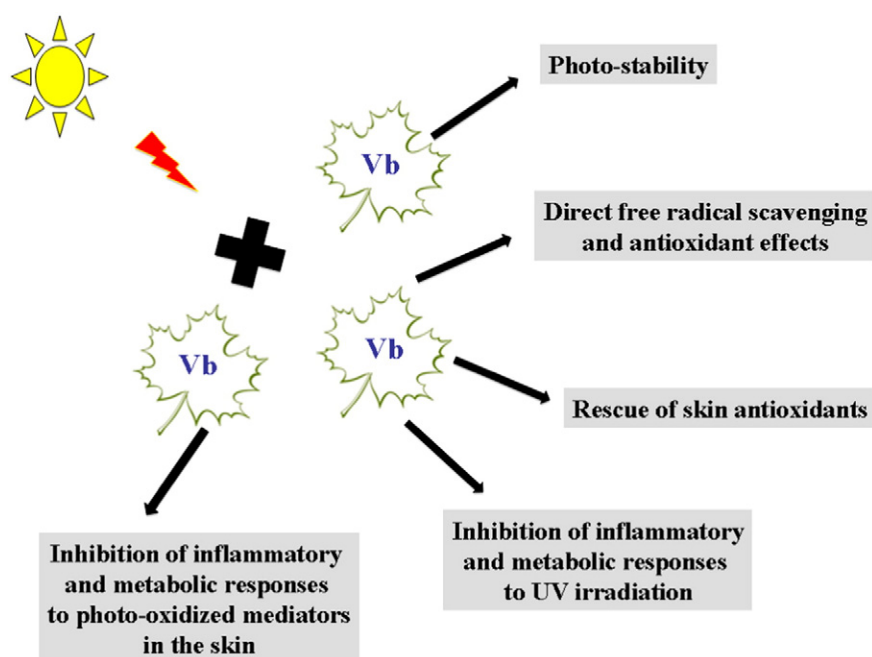 Photo-stability
Vb
Direct free radical scavenging
and antioxidant effects
Vb
Vb
Rescue of skin antioxidants
Inhibition of inflammatory
and metabolic responses
to UV irradiation
Inhibition of inflammatory
and metabolic responses
to photo-oxidized mediators
in the skin